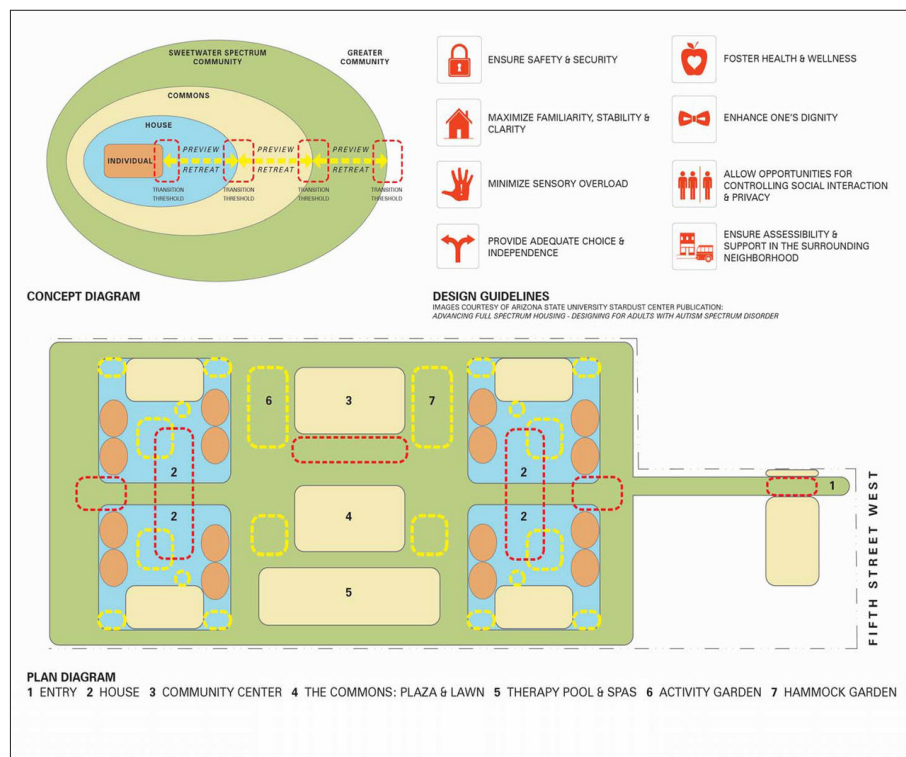 SWEETWATER SPECTRUM
COMMUNITY
GREATER
COMMUNITY
COMMONS
HOUSE
INDIVIDUAL
PREVIEW
PREVIEW
PREVIEW
RETREAT
RETREAT
RETREAT
TRANSITION
THRESHOLD
TRANSITION
THRESHOLD
TRANSITION
THRESHOLD
TRANSITION
THRESHOLD
CONCEPT DIAGRAM
ENSURE SAFETY & SECURITY
FOSTER HEALTH & WELLNESS
MAXIMIZE FAMILIARITY, STABILITY &
CLARITY
ENHANCE ONE'S DIGNITY
MINIMIZE SENSORY OVERLOAD
ALLOW OPPORTUNITIES FOR
CONTROLLING SOCIAL INTERACTION
& PRIVACY
PROVIDE ADEQUATE CHOICE &
INDEPENDENCE
ENSURE ASSESSIBILITY &
SUPPORT IN THE SURROUNDING
NEIGHBORHOOD
DESIGN GUIDELINES
IMAGES COURTESY OF ARIZONA STATE UNIVERSITY STARDUST CENTER PUBLICATION:
ADVANCING FULL SPECTRUM HOUSING - DESIGNING FOR ADULTS WITH AUTISM SPECTRUM DISORDER
6
3
7
2
2
1
4
2
2
5
FIFTH STREET WEST
PLAN DIAGRAM
1 ENTRY 2 HOUSE 3 COMMUNITY CENTER 4 THE COMMONS: PLAZA & LAWN 5 THERAPY POOL & SPAS 6 ACTIVITY GARDEN 7 HAMMOCK GARDEN